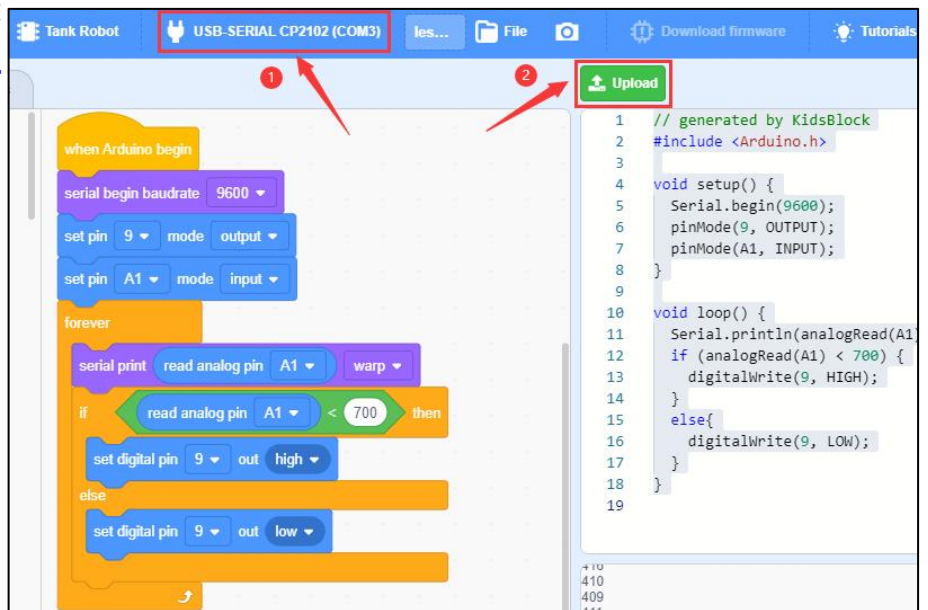 Tank Robot
USB-SERIAL CP2102 (COM3)
les...
File
Download firmware
Tutorials
1
2
Upload
when Arduino begin
serial begin baudrate 9600
set pin 9 mode output
set pin A1 mode input
forever
serial print read analog pin A1 warp
if read analog pin A1 < 700 then
set digital pin 9 out high
else
set digital pin 9 out low
1 // generated by KidsBlock
2 #include <Arduino.h>
3
4 void setup() {
5 Serial.begin(9600);
6 pinMode(9, OUTPUT);
7 pinMode(A1, INPUT);
8 }
9
10 void loop() {
11 Serial.println(analogRead(A1)
12 if (analogRead(A1) < 700) {
13 digitalWrite(9, HIGH);
14 }
15 else{
16 digitalWrite(9, LOW);
17 }
18 }
19
410
409